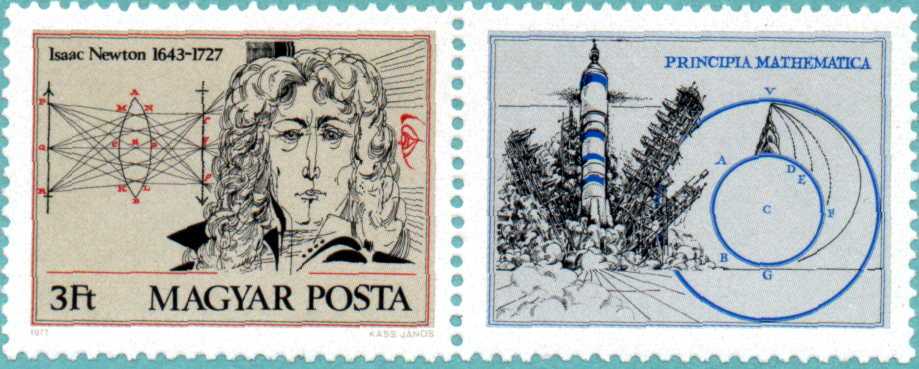 Isaac Newton 1643-1727
A
P M N
Q C R D
R K L
B
3Ft MAGYAR POSTA
1977 KASS JÁNOS
PRINCIPIA MATHEMATICA
V
A D E
C F
B G